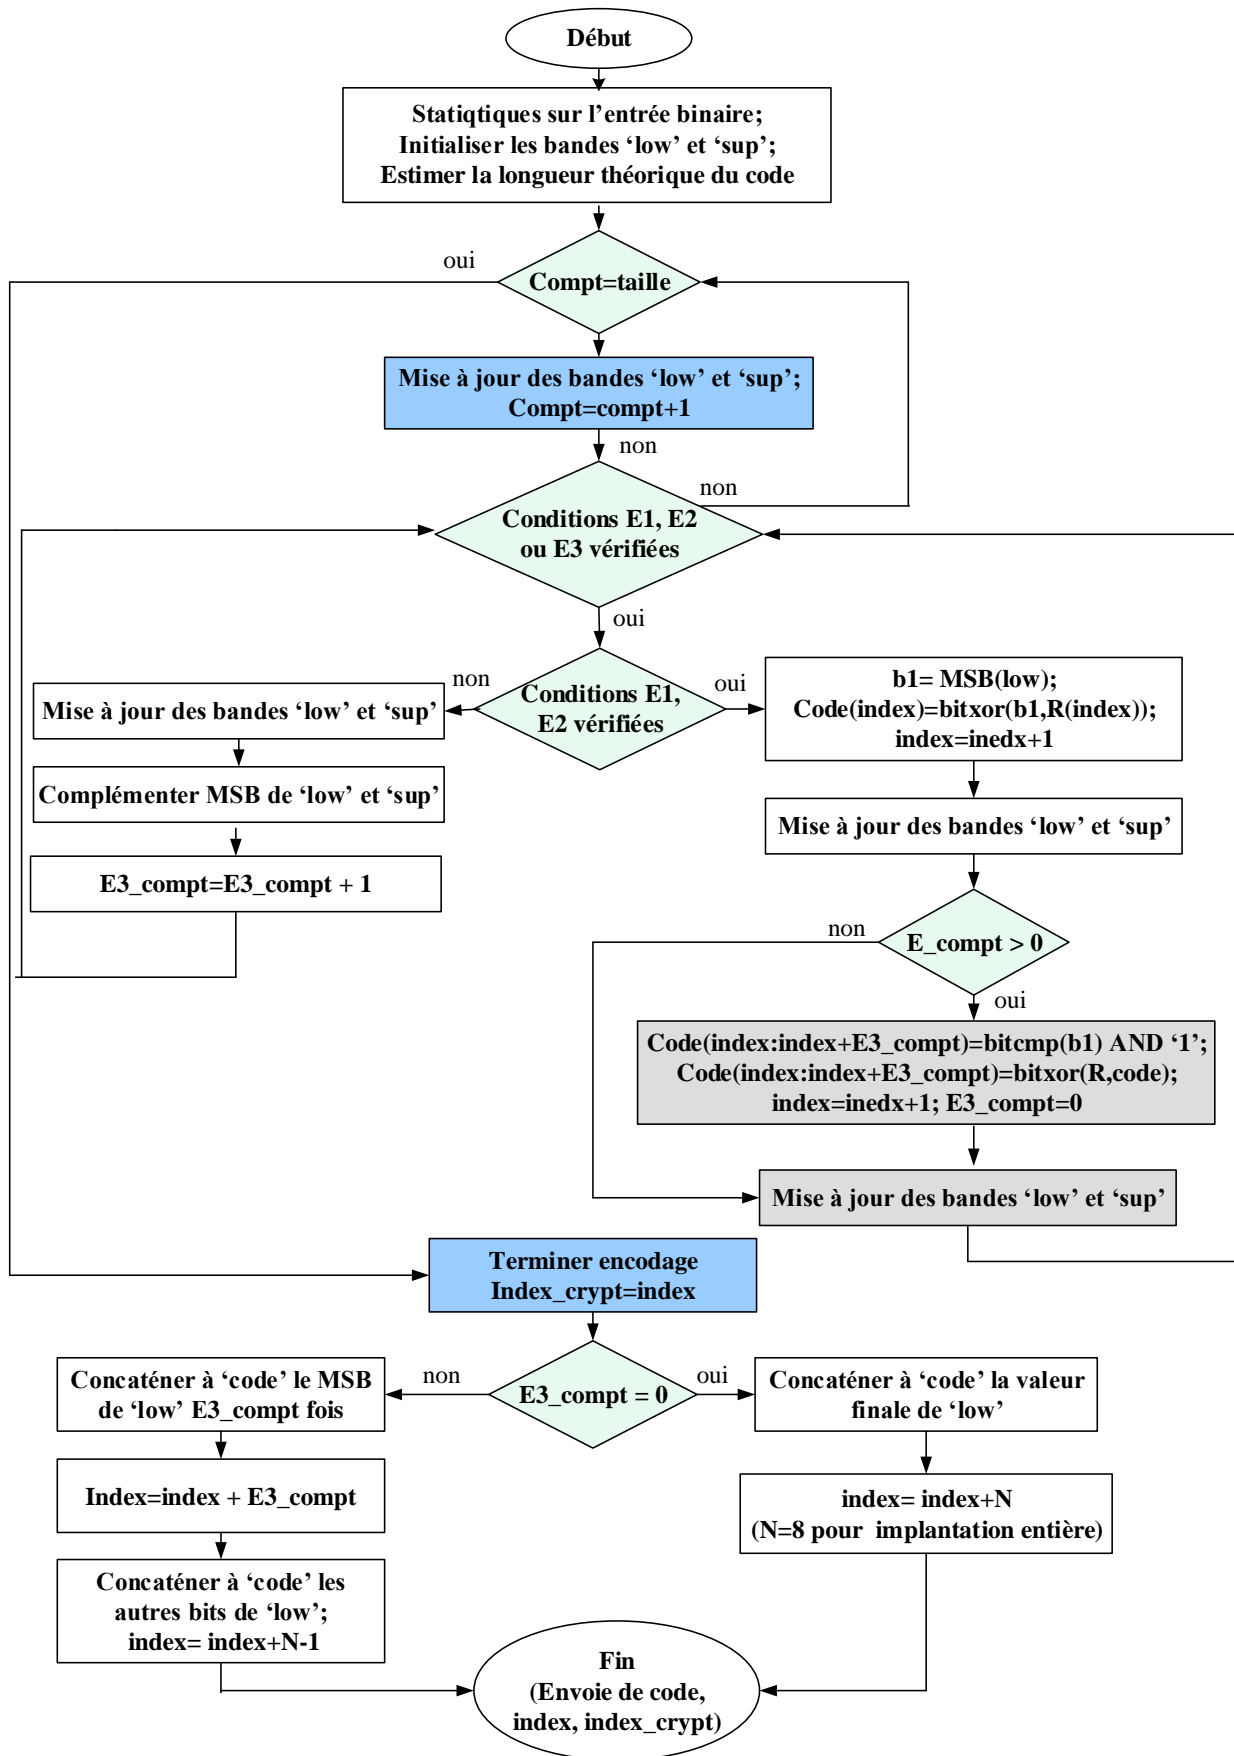 Début
Statiqtiques sur l’entrée binaire;
Initialiser les bandes ‘low’ et ‘sup’;
Estimer la longueur théorique du code
oui
Compt=taille
Mise à jour des bandes ‘low’ et ‘sup’;
Compt=compt+1
non
non
Conditions E1, E2
ou E3 vérifiées
oui
non
Conditions E1,
E2 vérifiées
oui
Mise à jour des bandes ‘low’ et ‘sup’
Complémenter MSB de ‘low’ et ‘sup’
E3_compt=E3_compt + 1
b1= MSB(low);
Code(index)=bitxor(b1,R(index));
index=inedx+1
Mise à jour des bandes ‘low’ et ‘sup’
non
E_compt > 0
oui
Code(index:index+E3_compt)=bitcmp(b1) AND ‘1’;
Code(index:index+E3_compt)=bitxor(R,code);
index=inedx+1; E3_compt=0
Mise à jour des bandes ‘low’ et ‘sup’
Terminer encodage
Index_crypt=index
non
E3_compt = 0
oui
Concaténer à ‘code’ le MSB
de ‘low’ E3_compt fois
Index=index + E3_compt
Concaténer à ‘code’ les
autres bits de ‘low’;
index= index+N-1
Concaténer à ‘code’ la valeur
finale de ‘low’
index= index+N
(N=8 pour implantation entière)
Fin
(Envoie de code,
index, index_crypt)